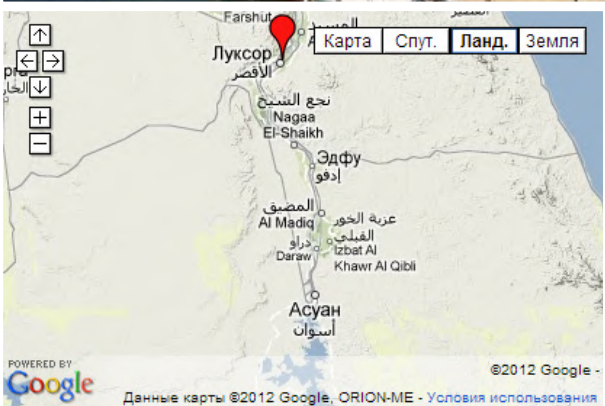 Farshut
Карта Спут. Ланд. Земля
Луксор
الأقصر
نجع الشيخ
Nagaa
El-Shaikh
Эдфу
إدفو
المضيق
Al Madiq
عزبة الخور
القبلي
Izbat Al
Khawr Al Qibli
دراو
Daraw
Асуан
أسوان
POWERED BY
Google
©2012 Google -
Данные карты ©2012 Google, ORION-ME - Условия использования